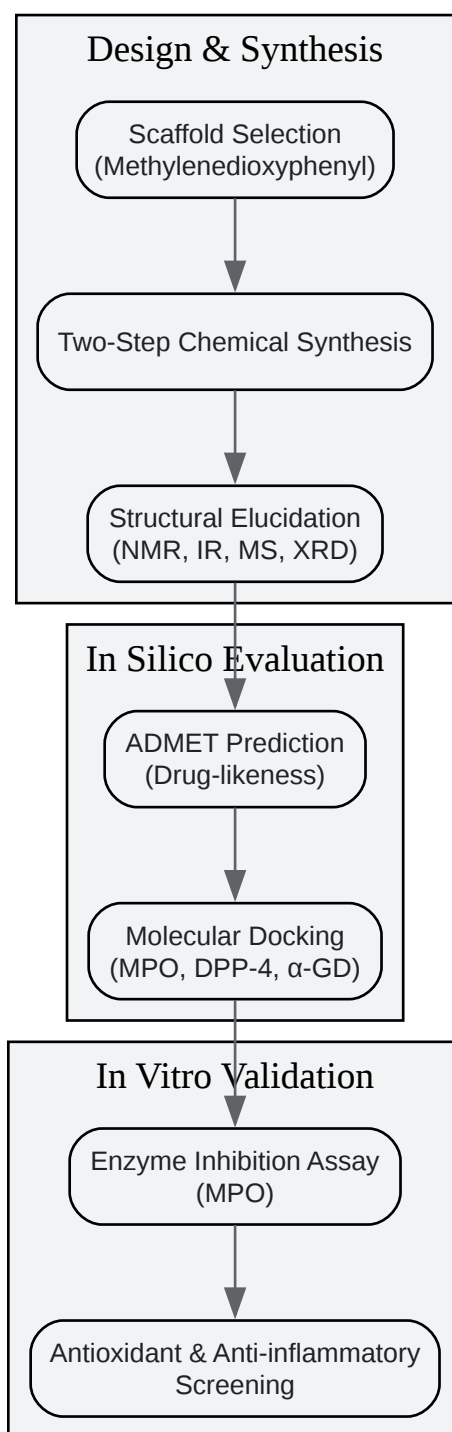 Design & Synthesis
Scaffold Selection
(Methylenedioxyphenyl)
Two-Step Chemical Synthesis
Structural Elucidation
(NMR, IR, MS, XRD)
In Silico Evaluation
ADMET Prediction
(Drug-likeness)
Molecular Docking
(MPO, DPP-4, α-GD)
In Vitro Validation
Enzyme Inhibition Assay
(MPO)
Antioxidant & Anti-inflammatory
Screening